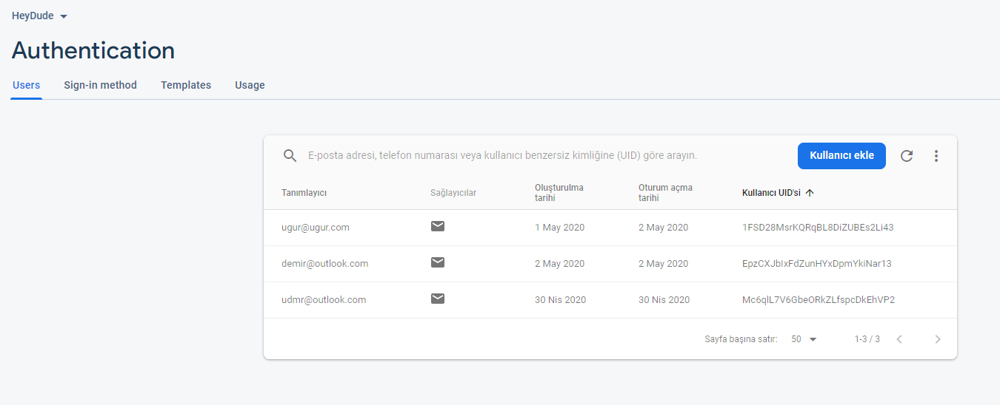 HeyDude
Authentication
Users Sign-in method Templates Usage
E-posta adresi, telefon numarası veya kullanıcı benzersiz kimliğine (UID) göre arayın. Kullanıcı ekle
Tanımlayıcı Sağlayıcılar Oluşturulma tarihi Oturum açma tarihi Kullanıcı UID'si
ugur@ugur.com 1 May 2020 2 May 2020 1FSD28MsrKQRqBL8DiZUBEs2Li43
demir@outlook.com 2 May 2020 2 May 2020 EpzCXJbIxFdZunHYxDpmYkiNar13
udmr@outlook.com 30 Nis 2020 30 Nis 2020 Mc6qlL7V6GbeORkZLfspcDkEhVP2
Sayfa başına satır: 50 1-3 / 3